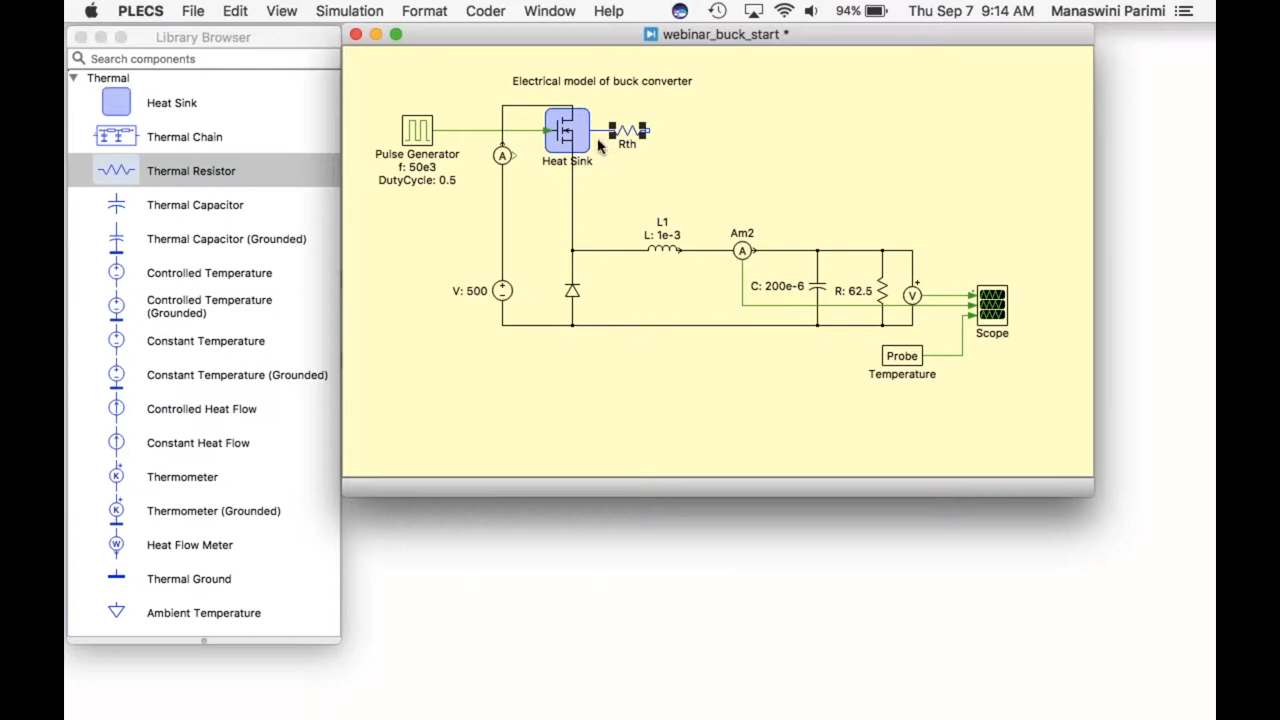 PLECS File Edit View Simulation Format Coder Window Help 94% Thu Sep 7 9:14 AM Manaswini Parimi
Library Browser
Search components
Thermal
Heat Sink
Thermal Chain
Thermal Resistor
Thermal Capacitor
Thermal Capacitor (Grounded)
Controlled Temperature
Controlled Temperature
(Grounded)
Constant Temperature
Constant Temperature (Grounded)
Controlled Heat Flow
Constant Heat Flow
K
Thermometer
K
Thermometer (Grounded)
W
Heat Flow Meter
Thermal Ground
Ambient Temperature
webinar_buck_start *
Electrical model of buck converter
Pulse Generator
f: 50e3
DutyCycle: 0.5
A
Heat Sink
Rth
L1
L: 1e-3
Am2
A
V: 500
C: 200e-6
R: 62.5
V
Scope
Probe
Temperature